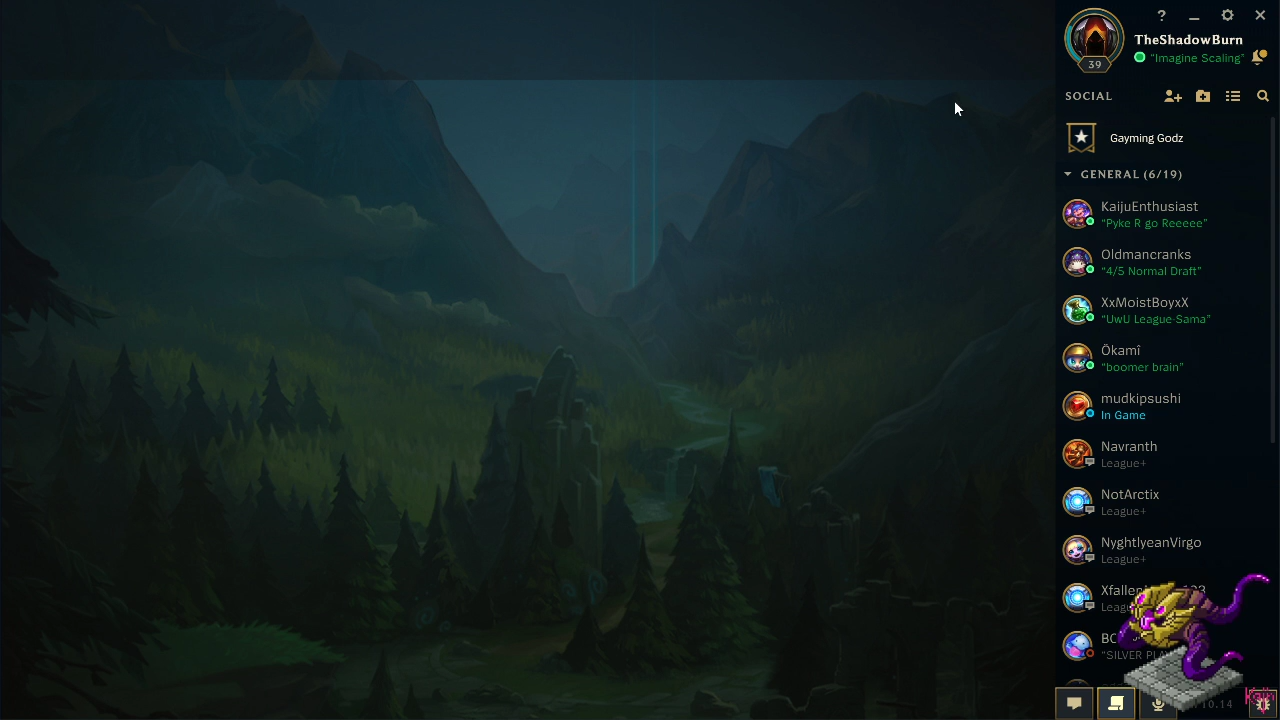 ?
TheShadowBurn
39
"Imagine Scaling"
SOCIAL
Gayming Godz
GENERAL (6/19)
KaijuEnthusiast
"Pyke R go Reeeee"
Oldmancranks
"4/5 Normal Draft"
XxMoistBoyxX
"UwU League-Sama"
Ökamî
"boomer brain"
mudkipsushi
In Game
Navranth
League+
NotArctix
League+
NyghtlyeanVirgo
League+
"SILVER
10.14